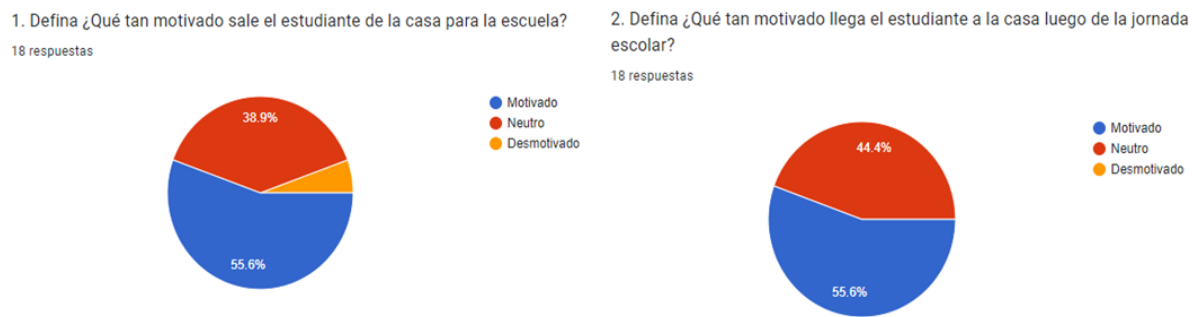 1. Defina ¿Qué tan motivado sale el estudiante de la casa para la escuela?
18 respuestas
38.9%
55.6%
Motivado
Neutro
Desmotivado
2. Defina ¿Qué tan motivado llega el estudiante a la casa luego de la jornada
escolar?
18 respuestas
44.4%
55.6%
Motivado
Neutro
Desmotivado